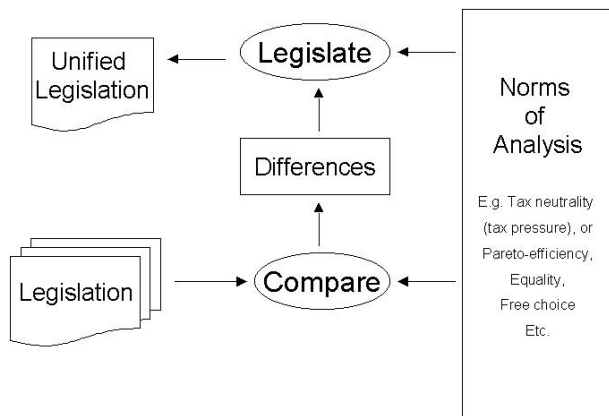 Legislate
Unified
Legislation
Norms
of
Analysis
Differences
E.g. Tax neutrality
(tax pressure), or
Pareto-efficiency,
Equality,
Free choice
Etc.
Legislation
Compare